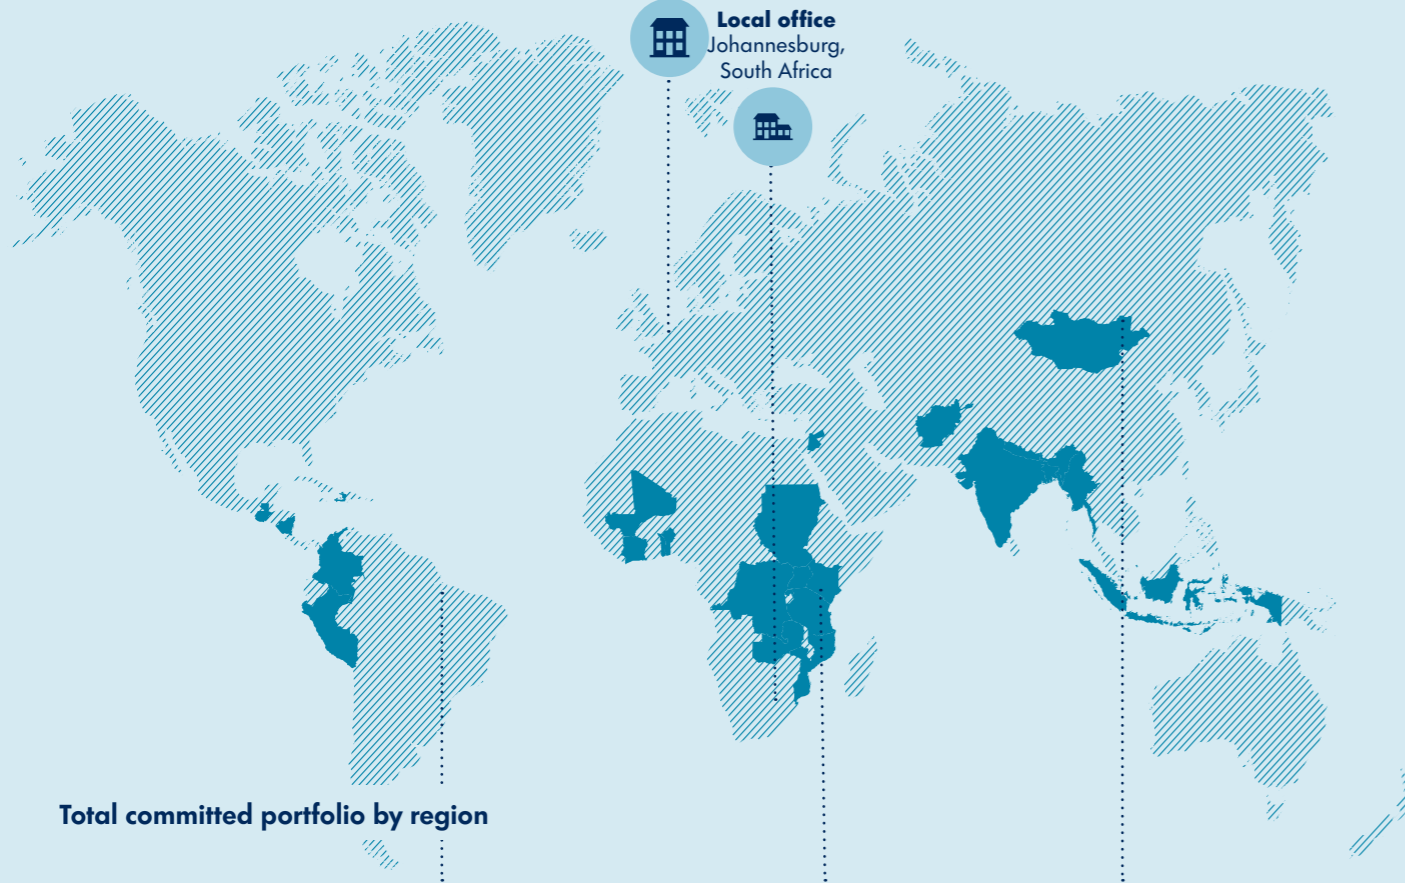 Local office
Johannesburg,
South Africa
Total committed portfolio by region